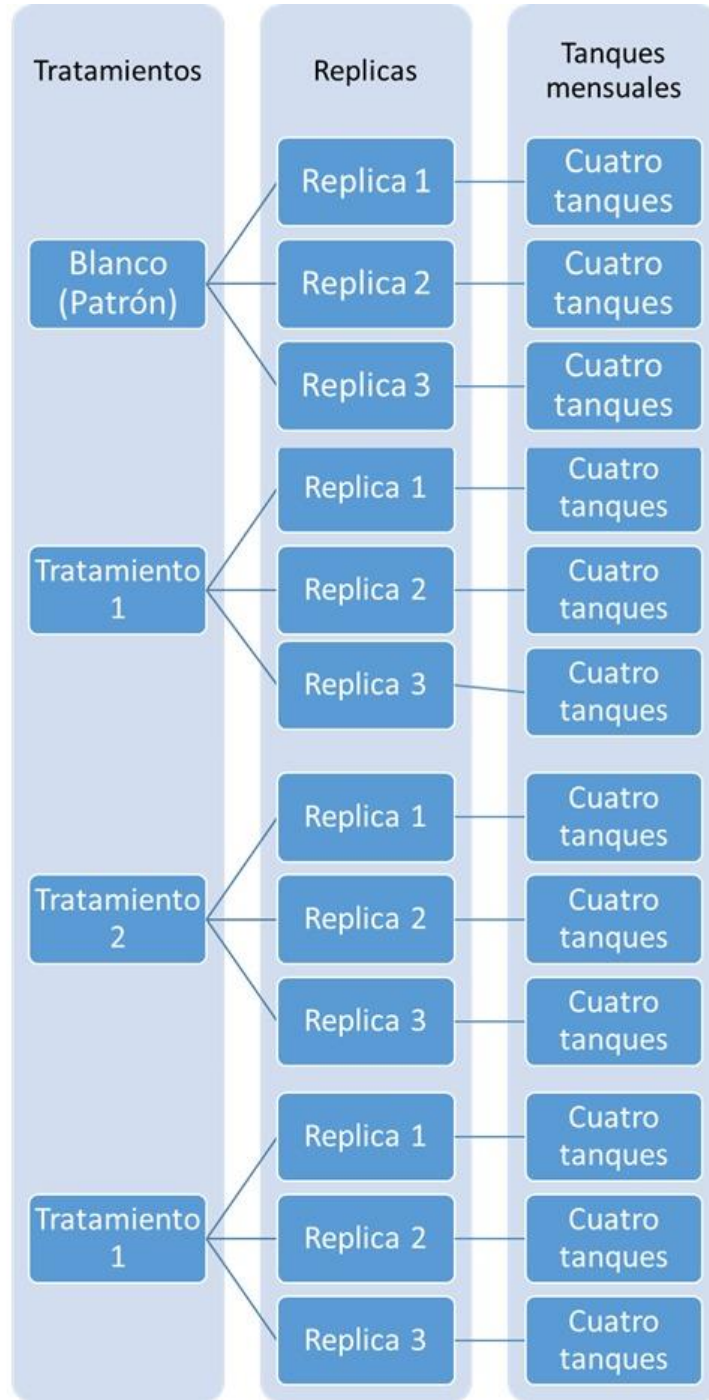 Tratamientos
Replicas
Tanques
mensuales
Blanco
(Patrón)
Replica 1
Cuatro
tanques
Replica 2
Cuatro
tanques
Replica 3
Cuatro
tanques
Tratamiento
1
Replica 1
Cuatro
tanques
Replica 2
Cuatro
tanques
Replica 3
Cuatro
tanques
Tratamiento
2
Replica 1
Cuatro
tanques
Replica 2
Cuatro
tanques
Replica 3
Cuatro
tanques
Tratamiento
1
Replica 1
Cuatro
tanques
Replica 2
Cuatro
tanques
Replica 3
Cuatro
tanques